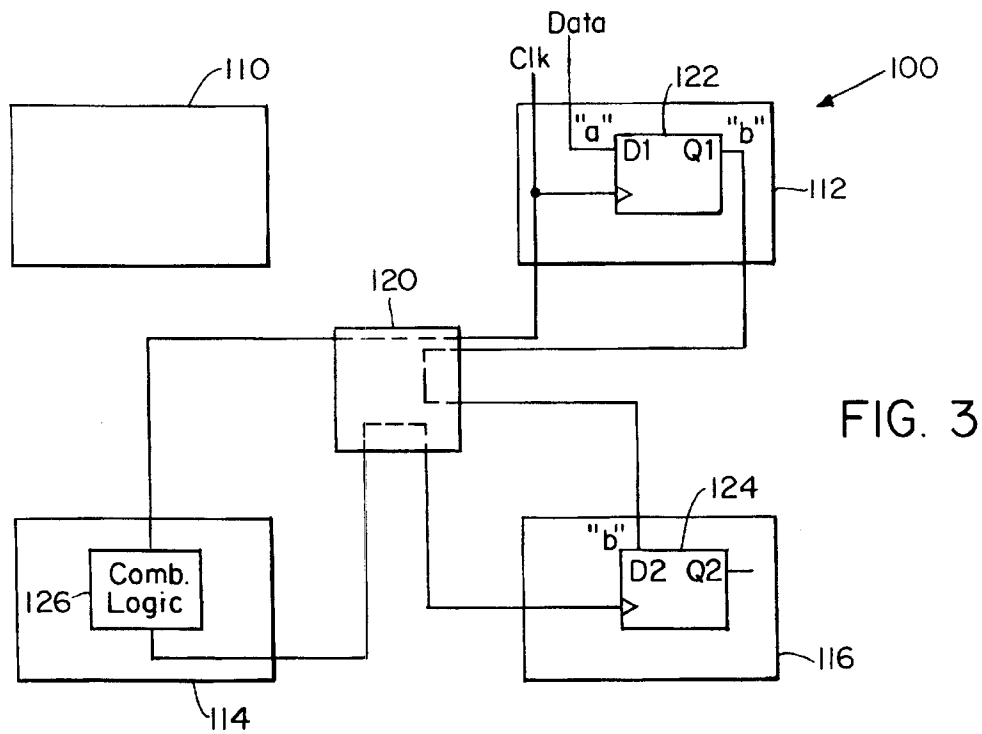 Data
Clk
110
122
100
"a"
"b"
D1 Q1
112
120
FIG. 3
124
"b"
D2 Q2
Comb.
Logic
126
116
114